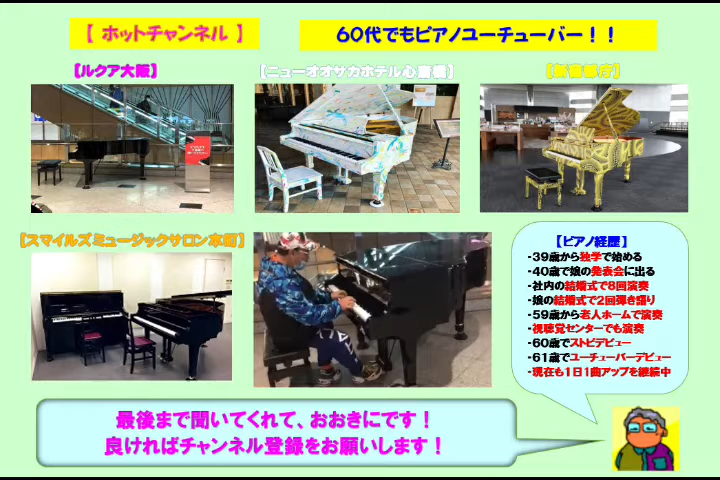 【 ホットチャンネル 】
60代でもピアノユーチューバー！！
【ルクア大阪】
【ニューオオサカホテル心斎橋】
【新宿都庁】
【スマイルズミュージックサロン本町】
【ピアノ経歴】
・39歳から独学で始める
・40歳で娘の発表会に出る
・社内の結婚式で8回演奏
・娘の結婚式で2回弾き語り
・59歳から老人ホームで演奏
・視聴覚センターでも演奏
・60歳でストピデビュー
・61歳でユーチューバーデビュー
・現在も1日1曲アップを継続中
最後まで聞いてくれて、おおきにです！
良ければチャンネル登録をお願いします！